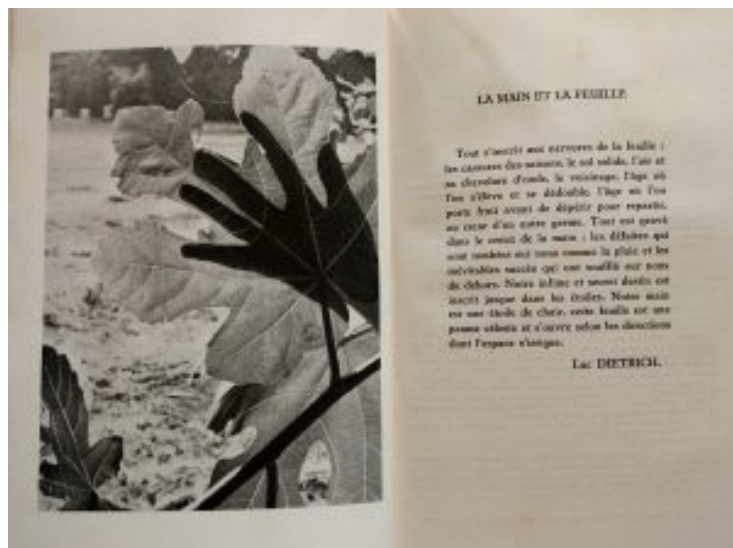 LA MAIN ET LA FEUILLE
Tout s'inscrit aux nervures de la feuille :
les caresses des saisons, le sol solide, l'air et
sa chevelure d'onde, le voisinage, l'âge où
l'on s'élève et se dédouble, l'âge où l'on
porte fruit avant de dépérir pour repartir,
au cœur d'un autre germe. Tout est gravé
dans le creux de la main : les défaites qui
sont tombées sur nous comme la pluie et les
inévitables succès qui ont soufflé sur nous
du dehors. Notre infime et secret destin est
inscrit jusque dans les étoiles. Notre main
est une étoile de chair, cette feuille est une
paume céleste et s'ouvre selon les directions
dont l'espace
Luc DIETRICH.